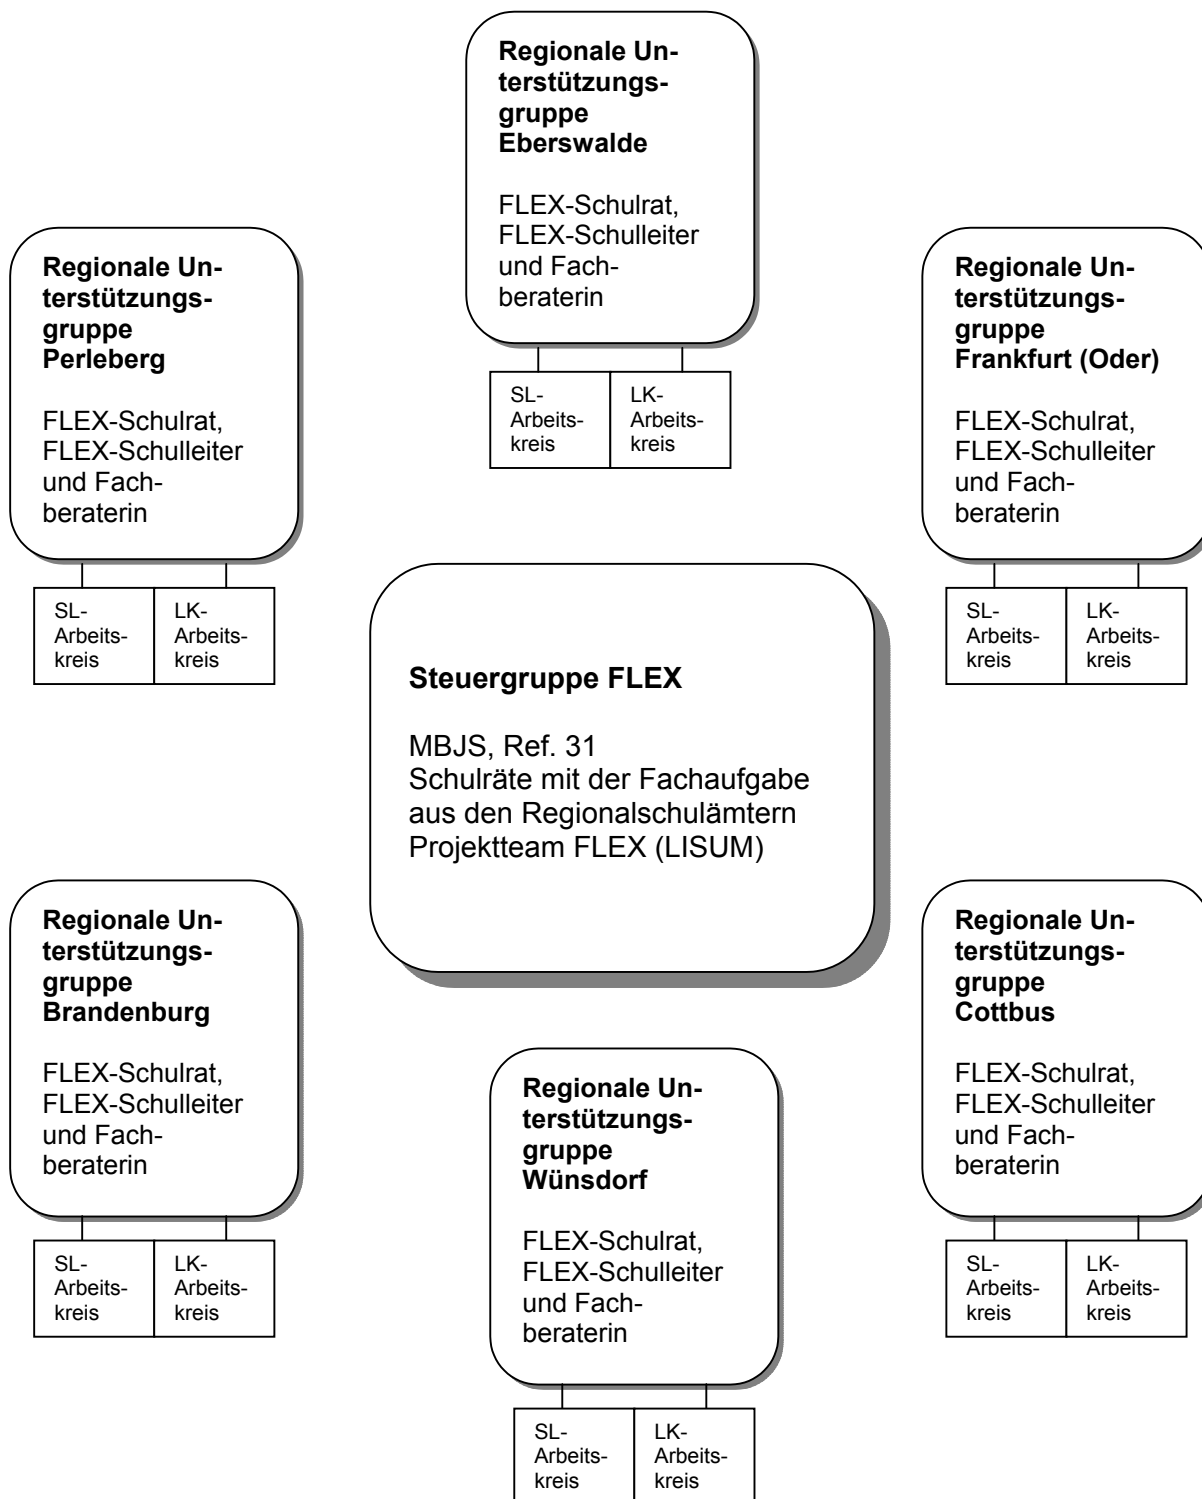 Regionale Un-
terstützungs-
gruppe
Eberswalde
FLEX-Schulrat,
FLEX-Schulleiter
und Fach-
beraterin
SL-
Arbeits-
kreis
LK-
Arbeits-
kreis
Regionale Un-
terstützungs-
gruppe
Perleberg
FLEX-Schulrat,
FLEX-Schulleiter
und Fach-
beraterin
SL-
Arbeits-
kreis
LK-
Arbeits-
kreis
Regionale Un-
terstützungs-
gruppe
Frankfurt (Oder)
FLEX-Schulrat,
FLEX-Schulleiter
und Fach-
beraterin
SL-
Arbeits-
kreis
LK-
Arbeits-
kreis
Steuergruppe FLEX
MBJS, Ref. 31
Schulräte mit der Fachaufgabe
aus den Regionalschulämtern
Projektteam FLEX (LISUM)
Regionale Un-
terstützungs-
gruppe
Brandenburg
FLEX-Schulrat,
FLEX-Schulleiter
und Fach-
beraterin
SL-
Arbeits-
kreis
LK-
Arbeits-
kreis
Regionale Un-
terstützungs-
gruppe
Cottbus
FLEX-Schulrat,
FLEX-Schulleiter
und Fach-
beraterin
SL-
Arbeits-
kreis
LK-
Arbeits-
kreis
Regionale Un-
terstützungs-
gruppe
Wünsdorf
FLEX-Schulrat,
FLEX-Schulleiter
und Fach-
beraterin
SL-
Arbeits-
kreis
LK-
Arbeits-
kreis